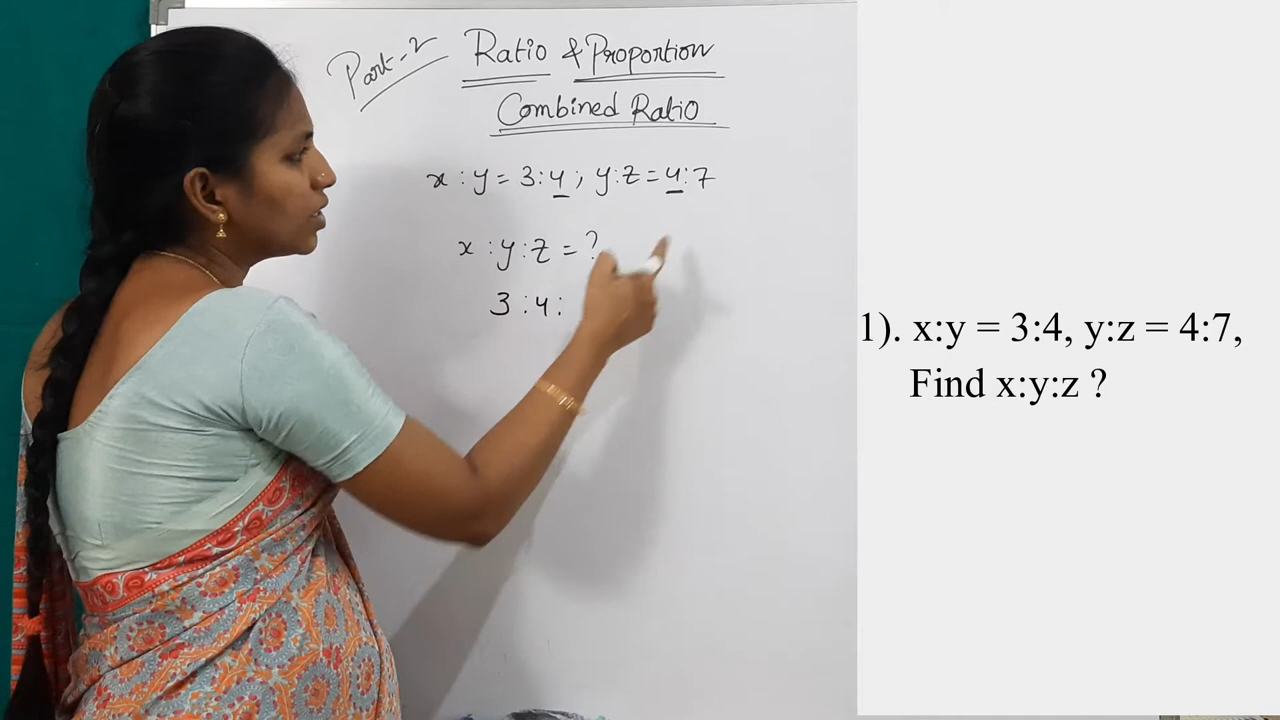 Part-2 Ratio & Proportion
Combined Ratio
x : y = 3:4 ; y:z = 4:7
x : y : z = ?
3 : 4 :
1). x:y = 3:4, y:z = 4:7,
Find x:y:z ?